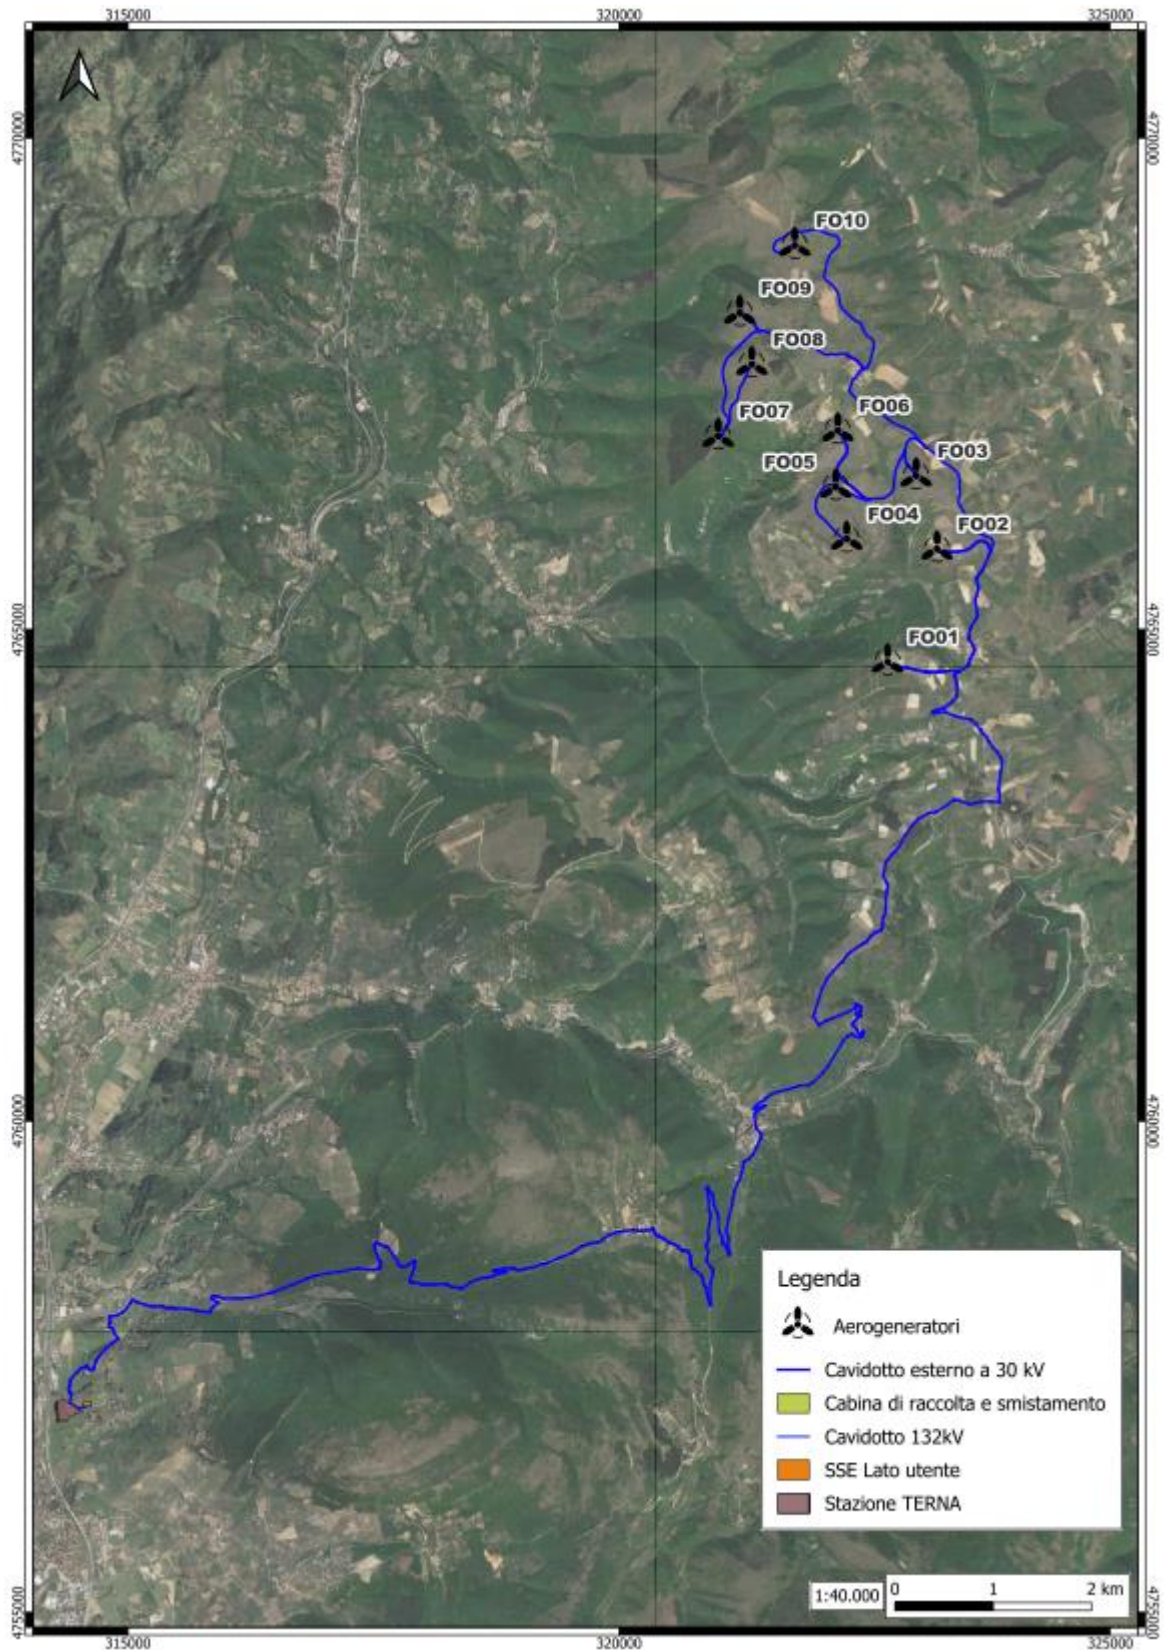 315000 320000 325000
4770000 4770000
FO10
FO09
FO08
FO07 FO06
FO05 FO03
FO04
FO02
4765000 4765000
FO01
4760000 4760000
Legenda
Aerogeneratori
Cavidotto esterno a 30 kV
Cabina di raccolta e smistamento
Cavidotto 132kV
SSE Lato utente
Stazione TERNA
1:40.000 0 1 2 km
4755000 4755000
315000 320000 325000